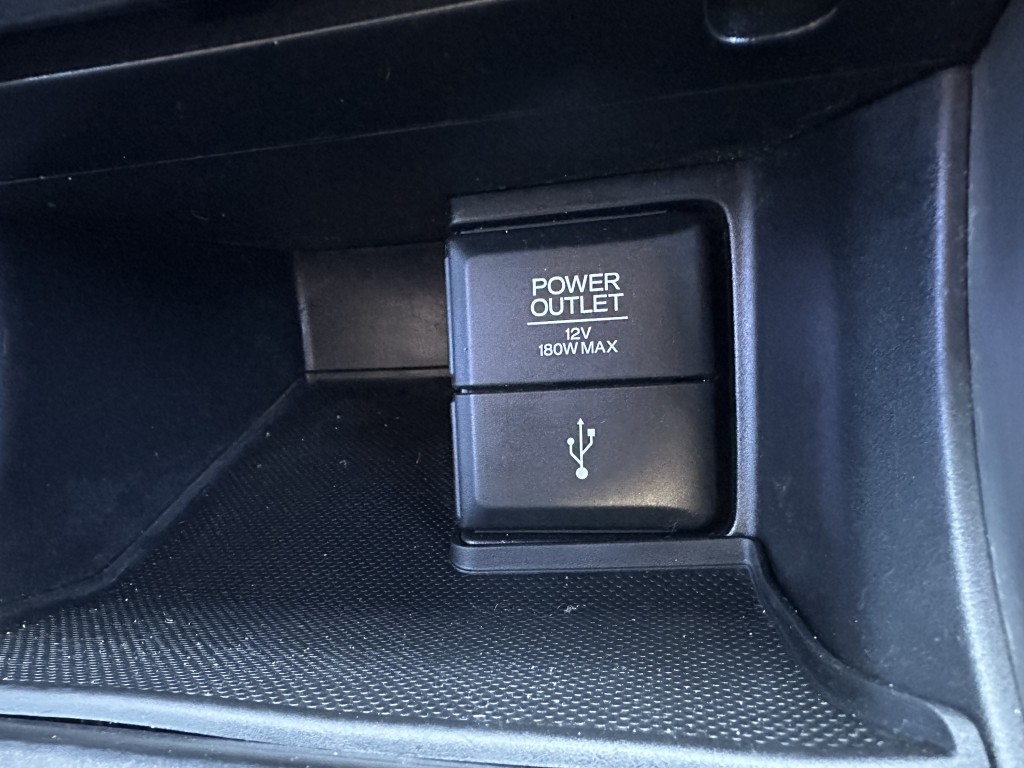 POWER
OUTLET
12V
180W MAX